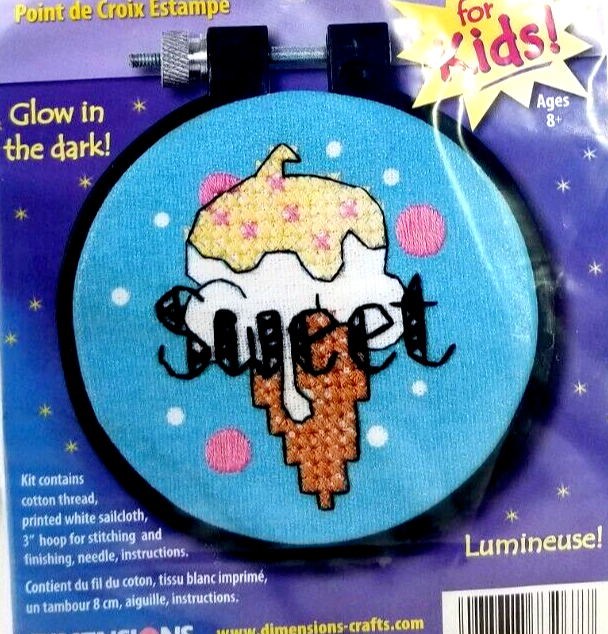 Point de Croix Estampe
for
Kids!
Ages
8+
Glow in
the dark!
Sweet
Kit contains
cotton thread,
printed white sailcloth,
3" hoop for stitching and
finishing, needle, instructions.
Lumineuse!
Contient du fil du coton, tissu blanc imprimé,
un tambour 8 cm, aiguille, instructions.
www.dimensions-crafts.com